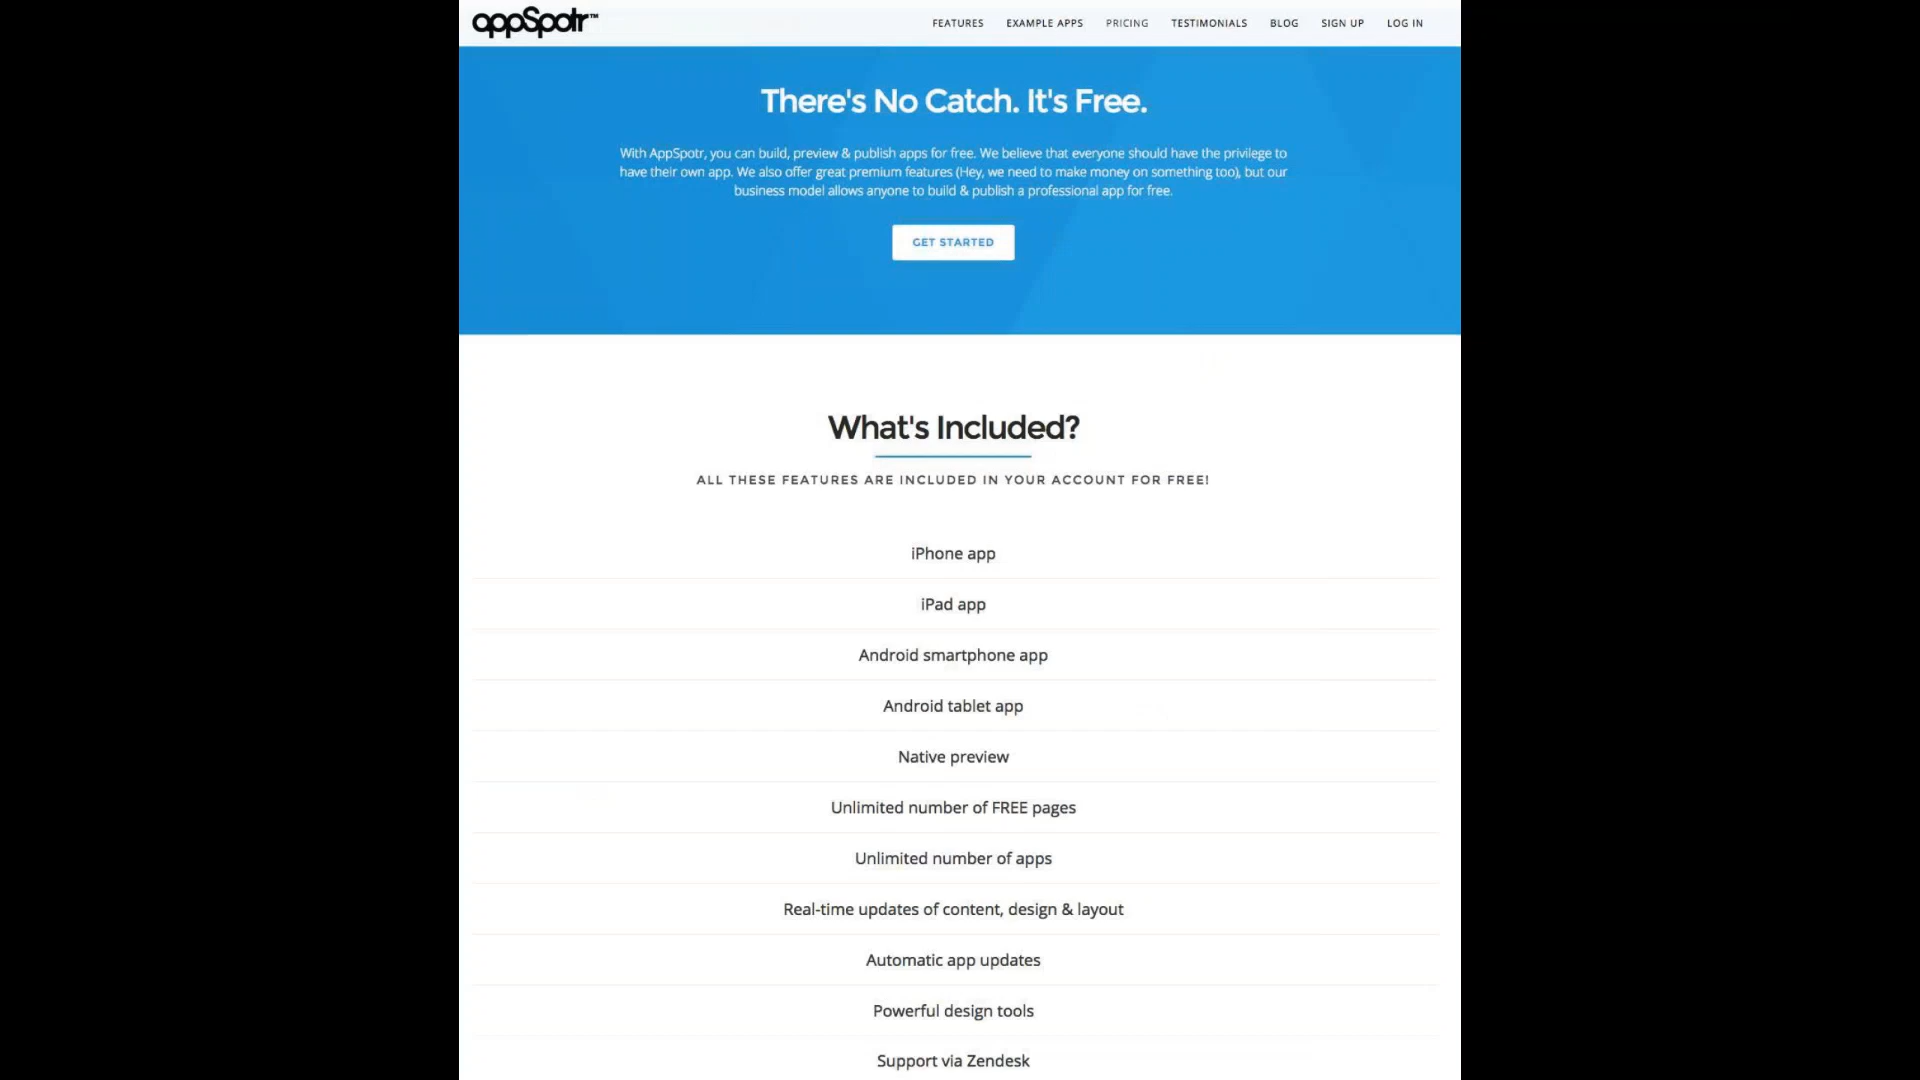 appSpotr™
FEATURES EXAMPLE APPS PRICING TESTIMONIALS BLOG SIGN UP LOG IN
There's No Catch. It's Free.
With AppSpotr, you can build, preview & publish apps for free. We believe that everyone should have the privilege to
have their own app. We also offer great premium features (Hey, we need to make money on something too), but our
business model allows anyone to build & publish a professional app for free.
GET STARTED
What's Included?
ALL THESE FEATURES ARE INCLUDED IN YOUR ACCOUNT FOR FREE!
iPhone app
iPad app
Android smartphone app
Android tablet app
Native preview
Unlimited number of FREE pages
Unlimited number of apps
Real-time updates of content, design & layout
Automatic app updates
Powerful design tools
Support via Zendesk